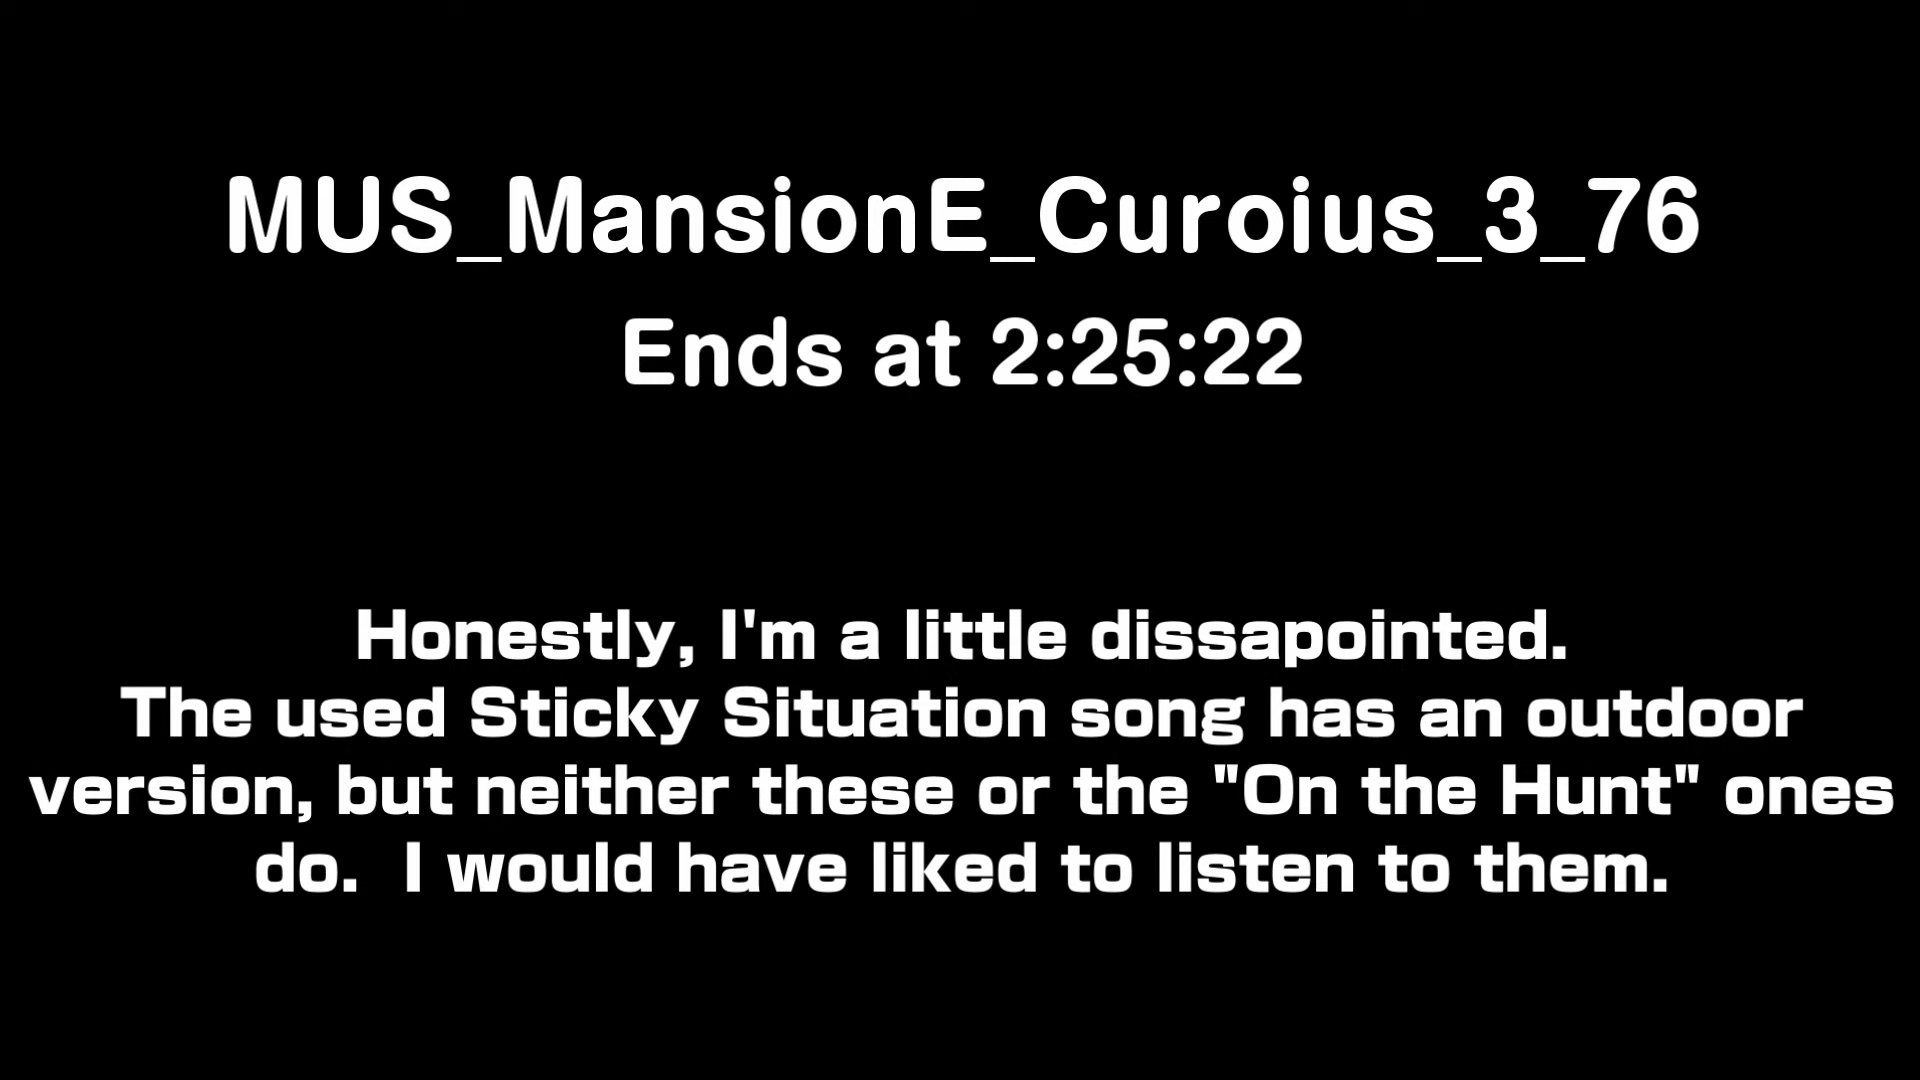 MUS_MansionE_Curoius_3_76
Ends at 2:25:22
Honestly, I'm a little dissapointed.
The used Sticky Situation song has an outdoor
version, but neither these or the "On the Hunt" ones
do.  I would have liked to listen to them.